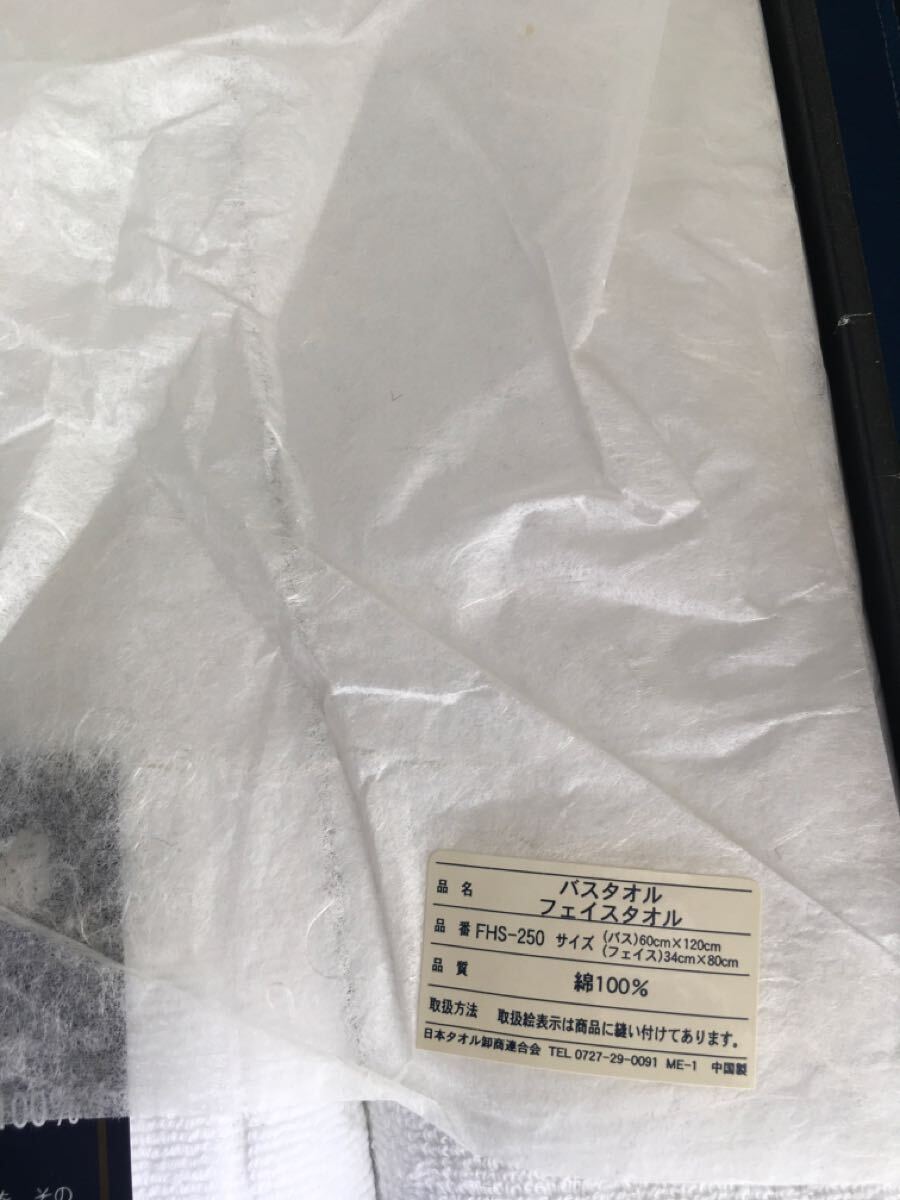 品名 バスタオル
フェイスタオル
品番 FHS-250 サイズ (バス)60cm×120cm
(フェイス)34cm×80cm
品質 綿100%
取扱方法 取扱絵表示は商品に縫い付けてあります。
日本タオル卸商連合会 TEL 0727-29-0091 ME-1 中国製
100%
た その